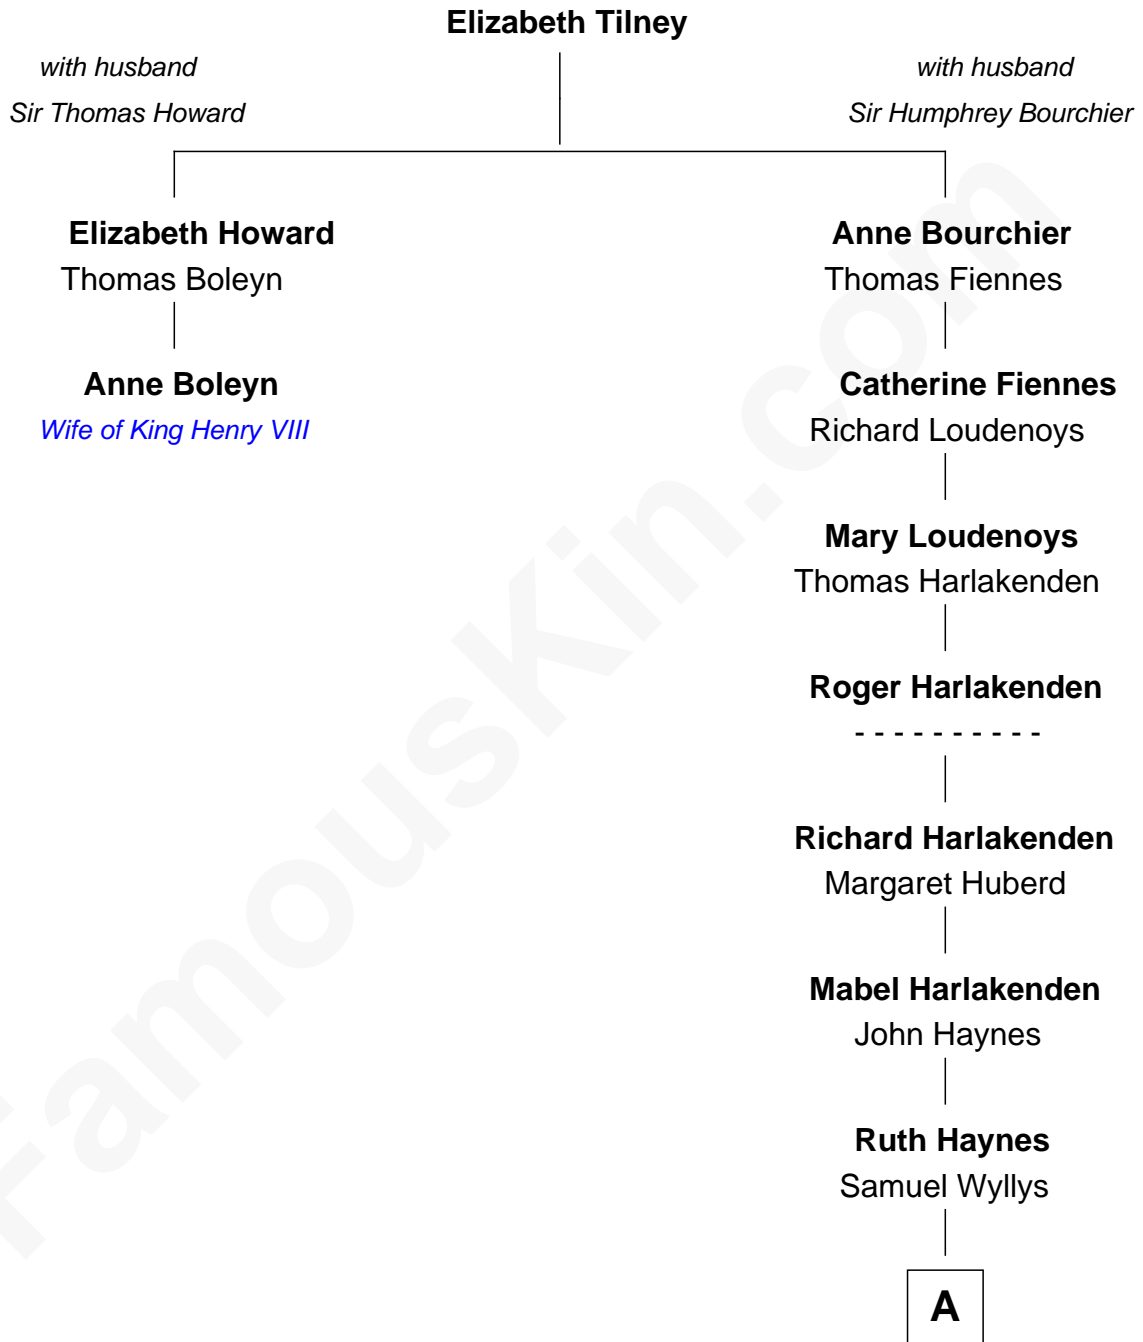 Elizabeth Tilney
with husband
Sir Thomas Howard
with husband
Sir Humphrey Bourchier
Elizabeth Howard
Thomas Boleyn
Anne Boleyn
Wife of King Henry VIII
Anne Bourchier
Thomas Fiennes
Catherine Fiennes
Richard Loudenoys
Mary Loudenoys
Thomas Harlakenden
Roger Harlakenden
- - - - - - - - - -
Richard Harlakenden
Margaret Huberd
Mabel Harlakenden
John Haynes
Ruth Haynes
Samuel Wyllys
A
FamousKin.com